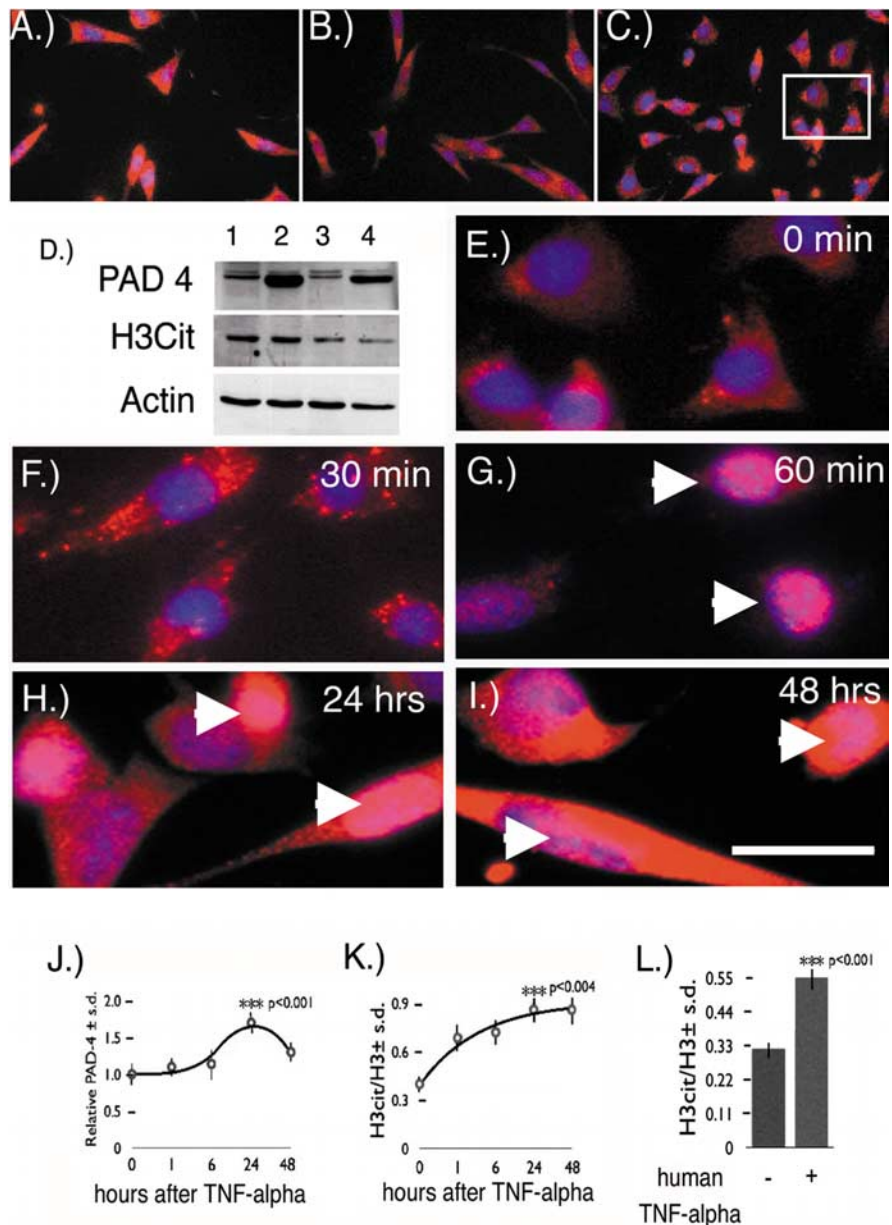 A.)
B.)
C.)
D.)
1 2 3 4
PAD 4
H3Cit
Actin
E.) 0 min
F.) 30 min
G.) 60 min
H.) 24 hrs
I.) 48 hrs
J.)
Relative PAD-4 ± s.d.
2.0
1.5
1.0
0
*** p<0.001
0 1 6 24 48
hours after TNF-alpha
K.)
H3cit/H3± s.d.
0.9
0.6
0.3
0
*** p<0.004
0 1 6 24 48
hours after TNF-alpha
L.)
H3cit/H3± s.d.
0.55
0.44
0.33
0.22
0.11
0
*** p<0.001
human - +
TNF-alpha